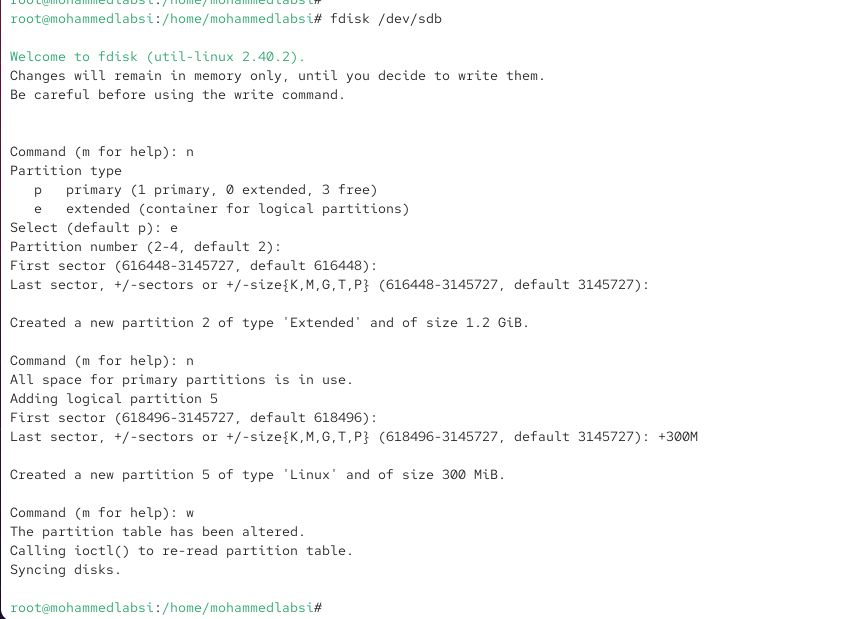 root@mohammedlabsi:/home/mohammedlabsi#
root@mohammedlabsi:/home/mohammedlabsi# fdisk /dev/sdb
Welcome to fdisk (util-linux 2.40.2).
Changes will remain in memory only, until you decide to write them.
Be careful before using the write command.
Command (m for help): n
Partition type
   p   primary (1 primary, 0 extended, 3 free)
   e   extended (container for logical partitions)
Select (default p): e
Partition number (2-4, default 2):
First sector (616448-3145727, default 616448):
Last sector, +/-sectors or +/-size{K,M,G,T,P} (616448-3145727, default 3145727):
Created a new partition 2 of type 'Extended' and of size 1.2 GiB.
Command (m for help): n
All space for primary partitions is in use.
Adding logical partition 5
First sector (618496-3145727, default 618496):
Last sector, +/-sectors or +/-size{K,M,G,T,P} (618496-3145727, default 3145727): +300M
Created a new partition 5 of type 'Linux' and of size 300 MiB.
Command (m for help): w
The partition table has been altered.
Calling ioctl() to re-read partition table.
Syncing disks.
root@mohammedlabsi:/home/mohammedlabsi#